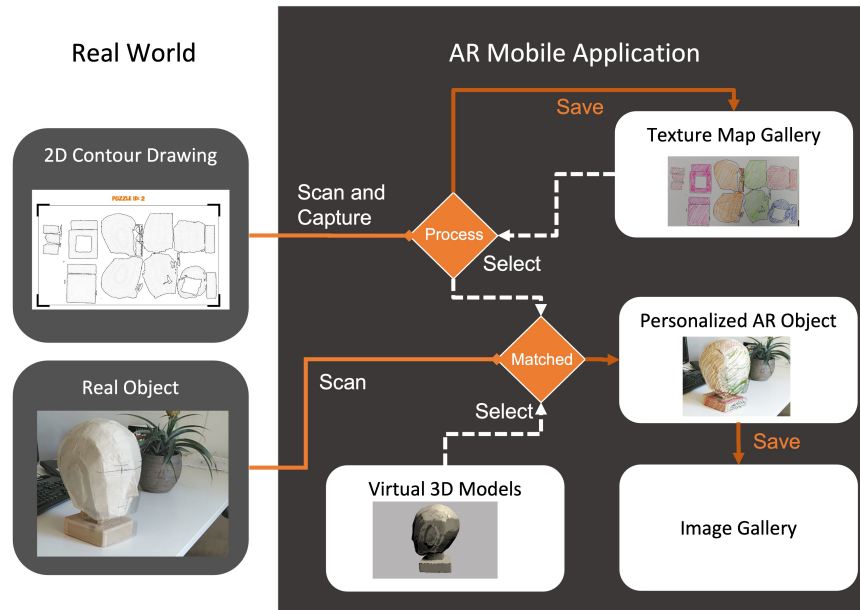 Real World
AR Mobile Application
Save
2D Contour Drawing
Texture Map Gallery
PUZZLE ID: 2
Scan and
Capture
Process
Select
Personalized AR Object
Matched
Real Object
Scan
Select
Save
Virtual 3D Models
Image Gallery